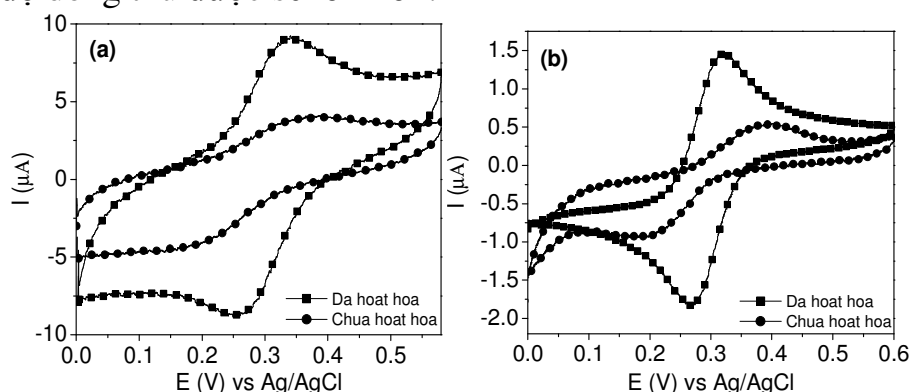 (a)
10
5
0
-5
-10
I (µA)
0.0 0.1 0.2 0.3 0.4 0.5
E (V) vs Ag/AgCl
Da hoat hoa
Chua hoat hoa
(b)
1.5
1.0
0.5
0.0
-0.5
-1.0
-1.5
-2.0
I (µA)
0.0 0.1 0.2 0.3 0.4 0.5 0.6
E (V) vs Ag/AgCl
Da hoat hoa
Chua hoat hoa